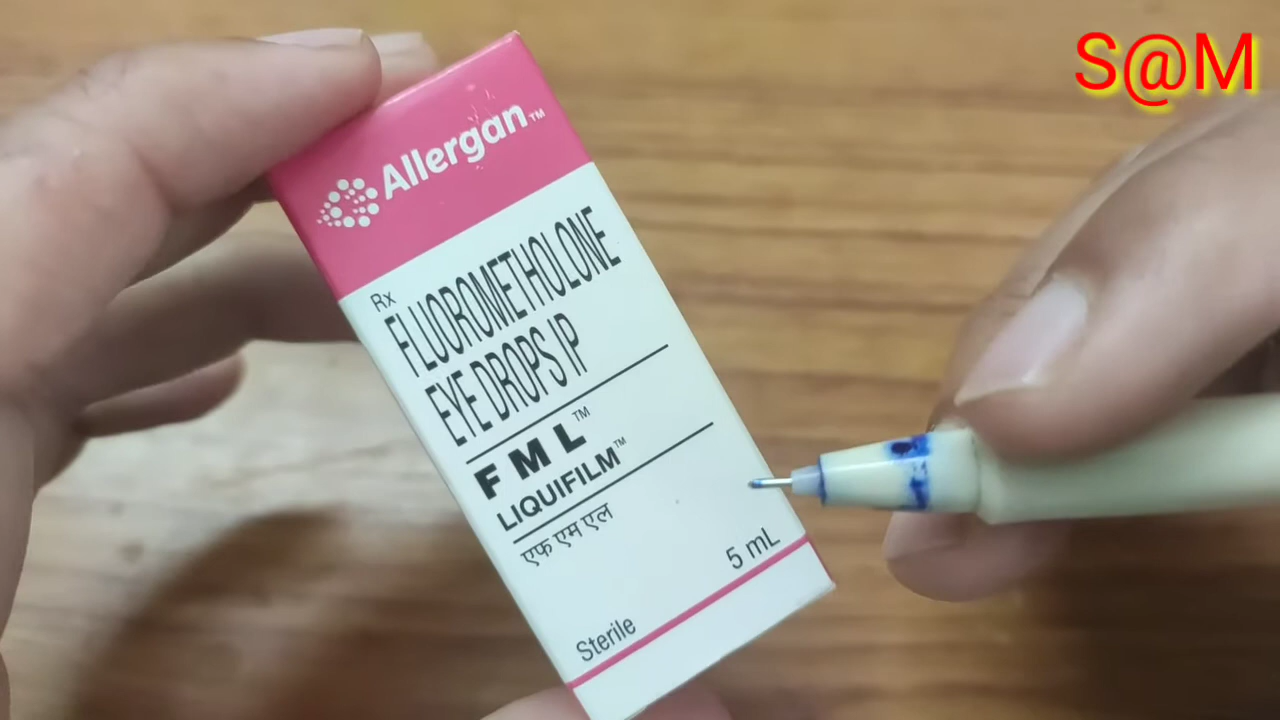 S@M
Allergan™
Rx
FLUOROMETHOLONE
EYE DROPS IP
FML™
LIQUIFILM™
एफ एम एल
5 mL
Sterile